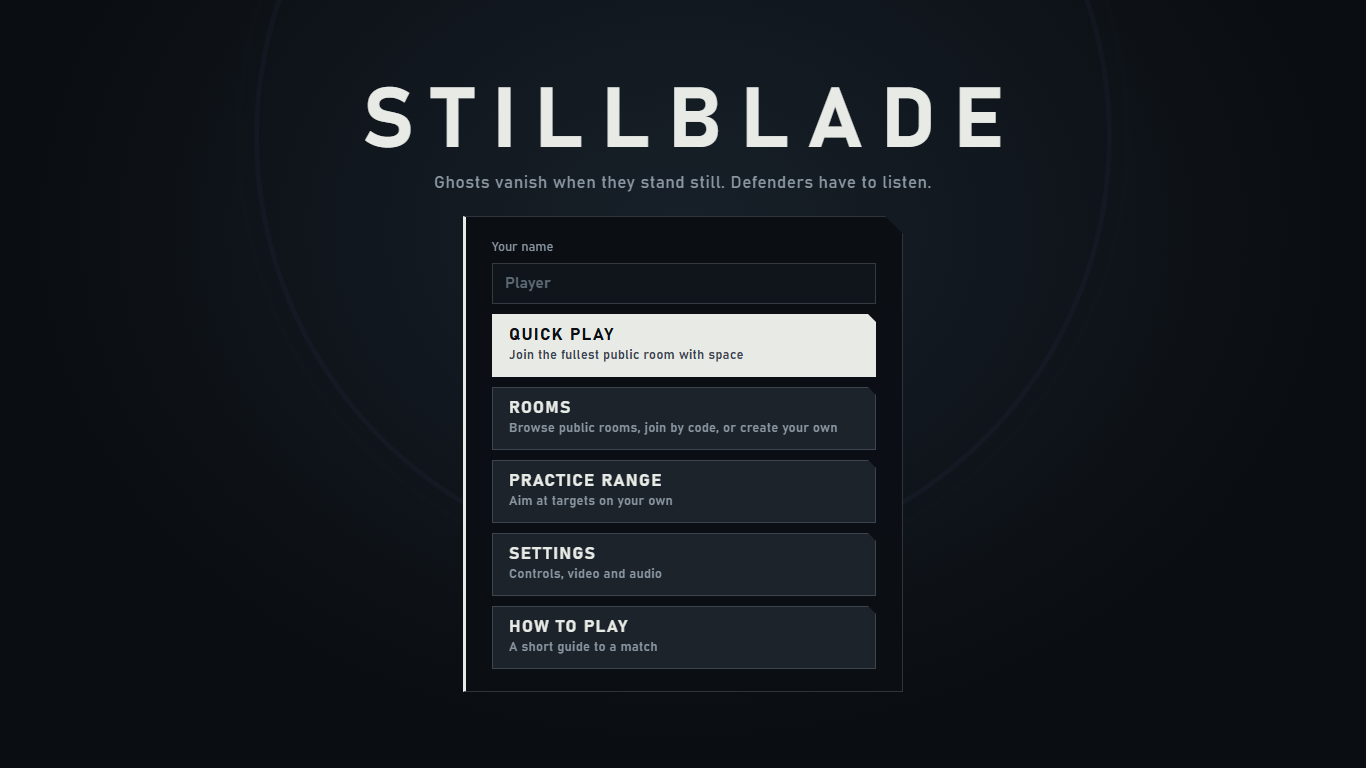 STILLBLADE
Ghosts vanish when they stand still. Defenders have to listen.
Your name
Player
QUICK PLAY
Join the fullest public room with space
ROOMS
Browse public rooms, join by code, or create your own
PRACTICE RANGE
Aim at targets on your own
SETTINGS
Controls, video and audio
HOW TO PLAY
A short guide to a match